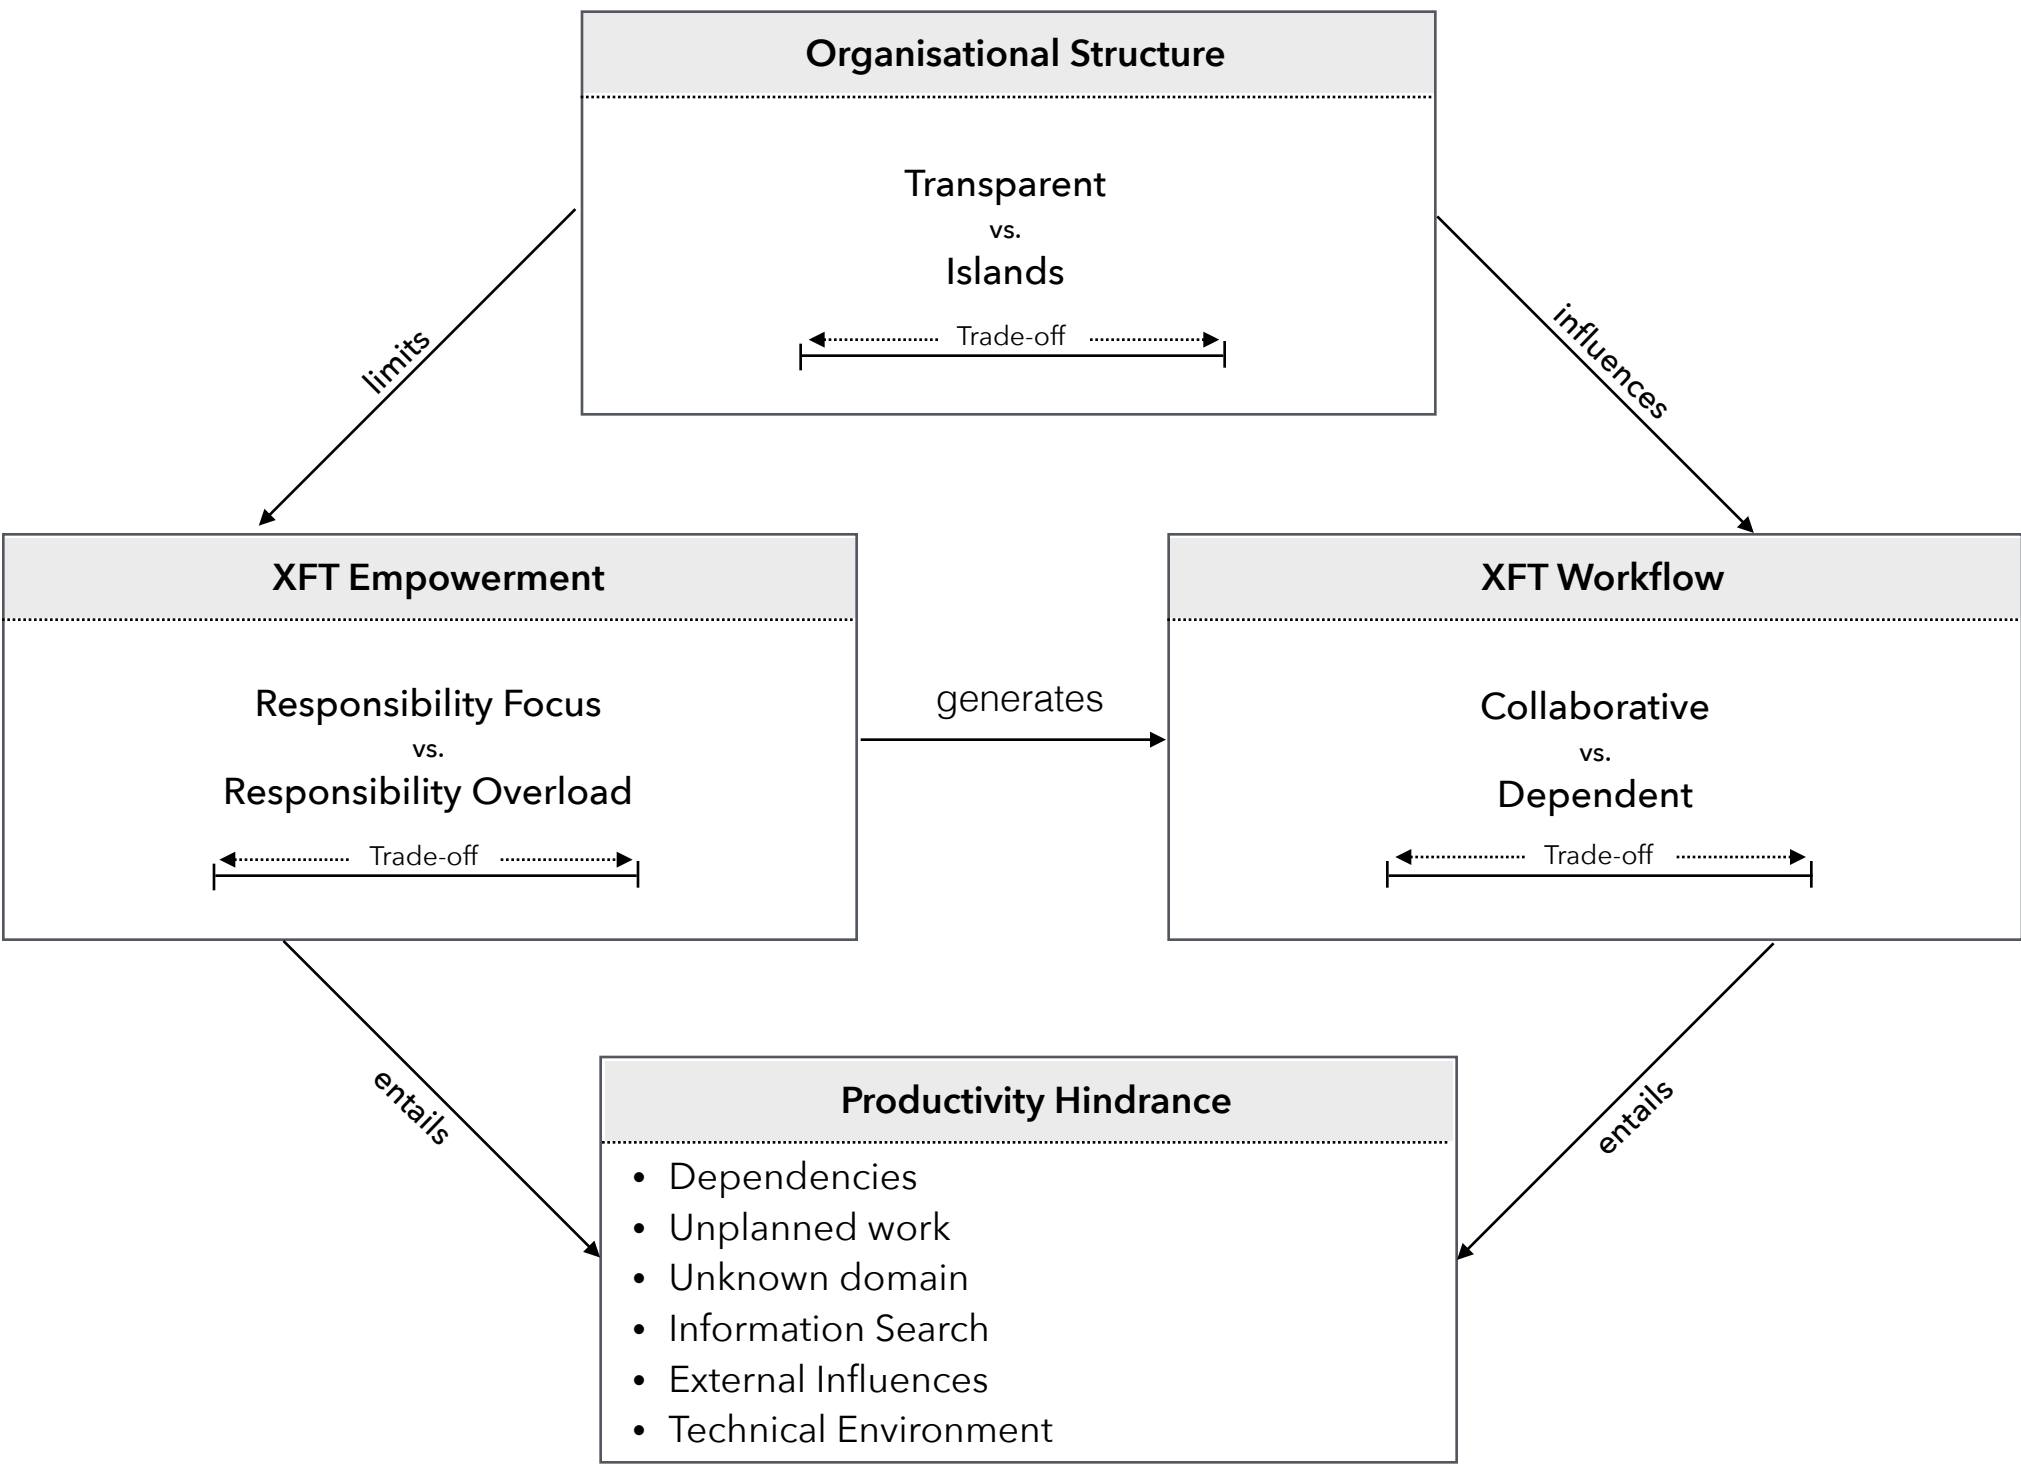 Organisational Structure
Transparent
vs.
Islands
Trade-off
limits
influences
XFT Empowerment
Responsibility Focus
vs.
Responsibility Overload
Trade-off
generates
XFT Workflow
Collaborative
vs.
Dependent
Trade-off
entails
entails
Productivity Hindrance
• Dependencies
• Unplanned work
• Unknown domain
• Information Search
• External Influences
• Technical Environment